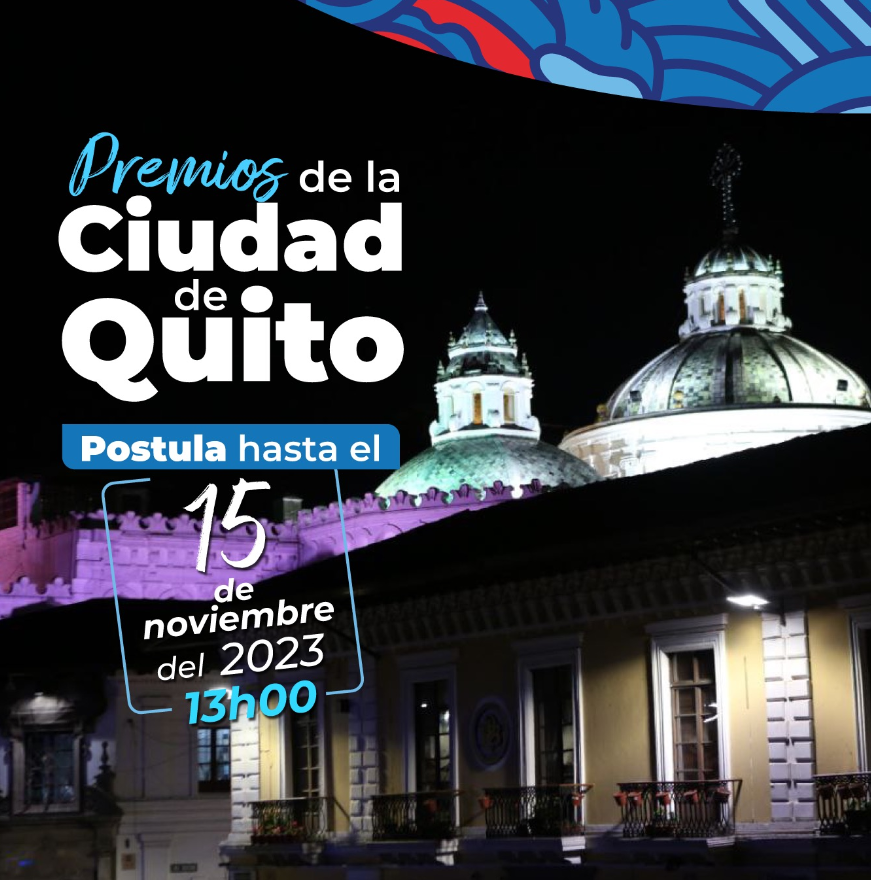 Premios de la
Ciudad
de
Quito
Postula hasta el
15
de
noviembre
del 2023
13h00